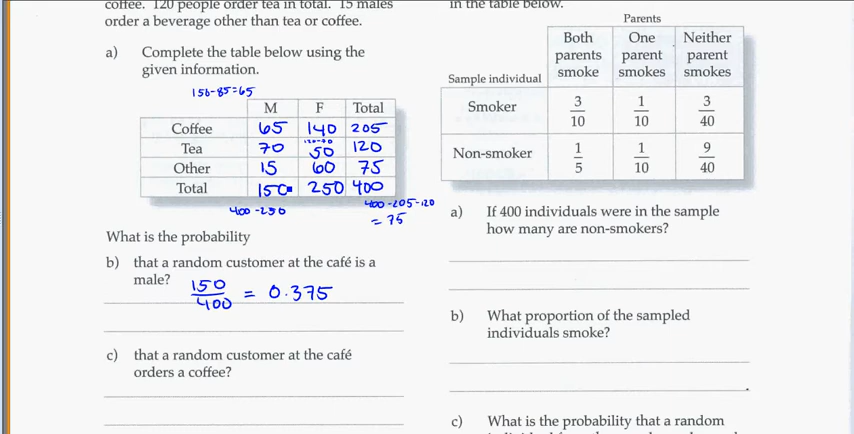 coffee. 120 people order tea in total. 15 males
order a beverage other than tea or coffee.
a) Complete the table below using the
given information.
150-85=65
M F Total
Coffee 65 140 205
Tea 70 120-70 50 120
Other 15 60 75
Total 150 250 400
400-250
400-205-120
= 75
What is the probability
b) that a random customer at the café is a
male?
150/400 = 0.375
c) that a random customer at the café
orders a coffee?
in the table below.
Parents
Sample individual Both parents smoke One parent smokes Neither parent smokes
Smoker 3/10 1/10 3/40
Non-smoker 1/5 1/10 9/40
a) If 400 individuals were in the sample
how many are non-smokers?
b) What proportion of the sampled
individuals smoke?
c) What is the probability that a random